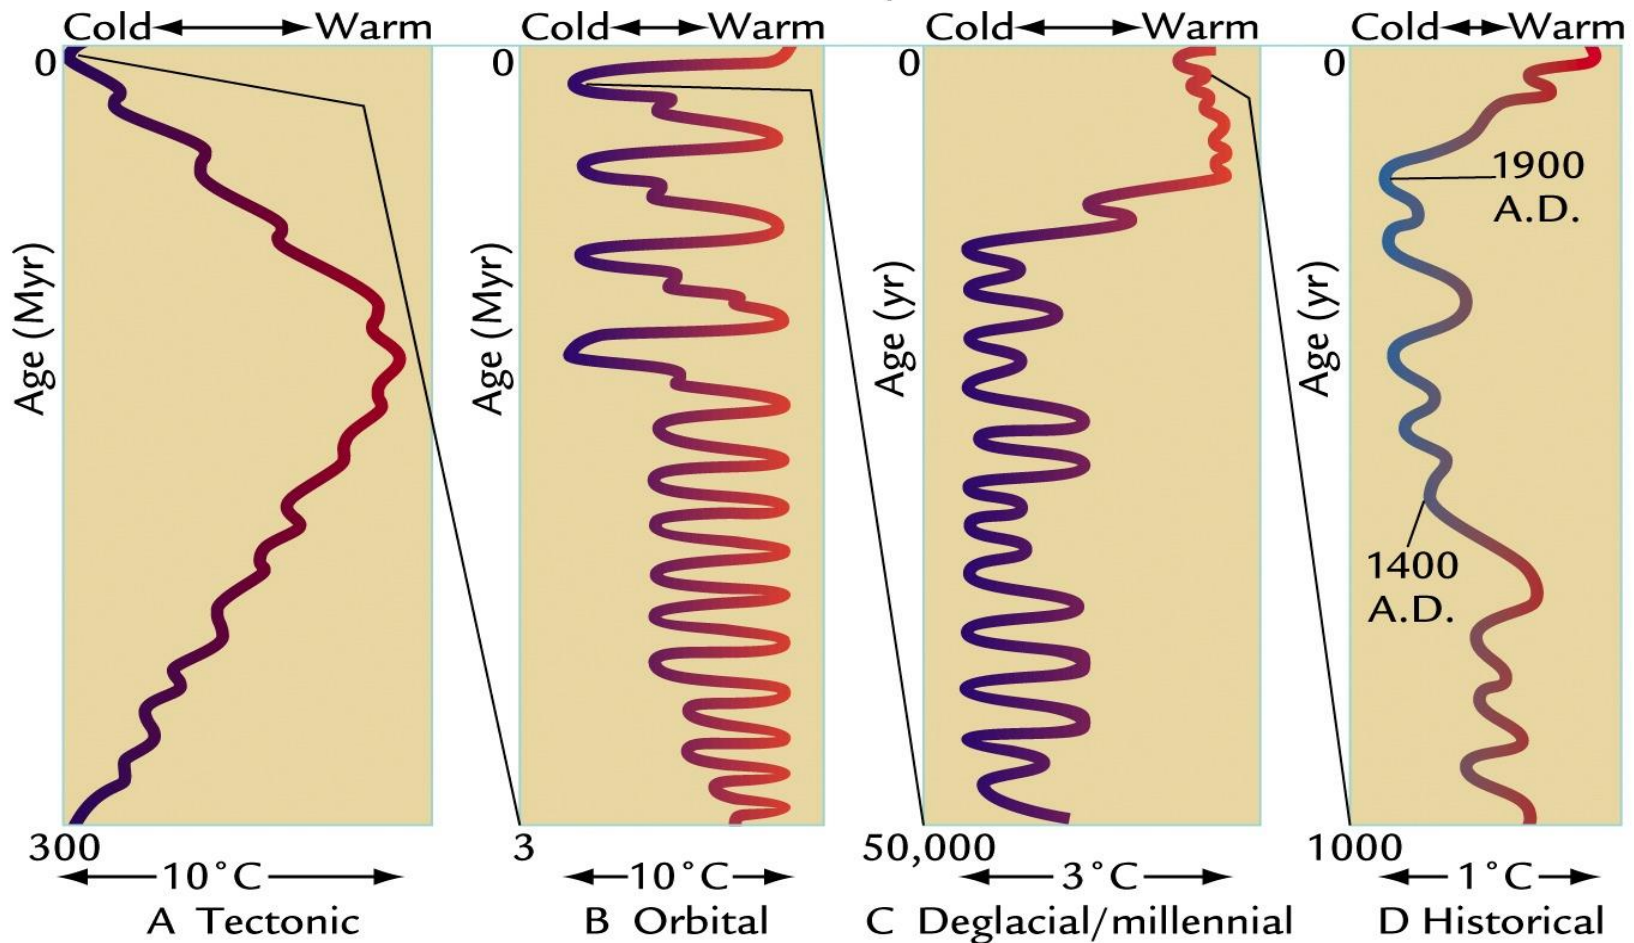 Cold Warm
Cold Warm
Cold Warm
Cold Warm
0
0
0
0
Age (Myr)
Age (Myr)
Age (yr)
Age (yr)
1900
A.D.
1400
A.D.
300
3
50,000
1000
10°C
10°C
3°C
1°C
A Tectonic
B Orbital
C Deglacial/millennial
D Historical